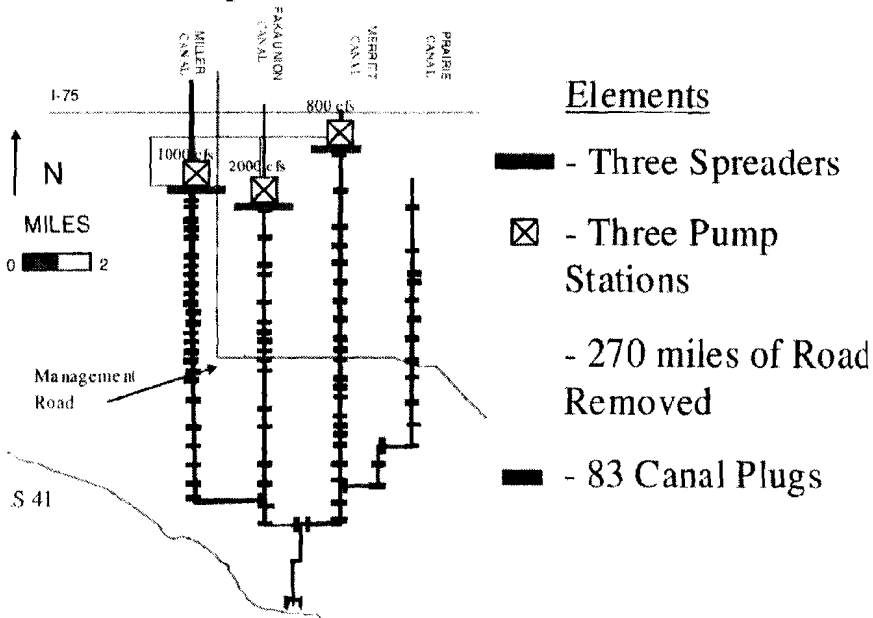 MILLER
CANAL
FAKA UNION
CANAL
MERRITT
CANAL
PRAIRIE
CANAL
I-75
800 cfs
1000 cfs
2000 cfs
N
MILES
0 2
Management
Road
S 41
Elements
- Three Spreaders
- Three Pump
Stations
- 270 miles of Road
Removed
- 83 Canal Plugs